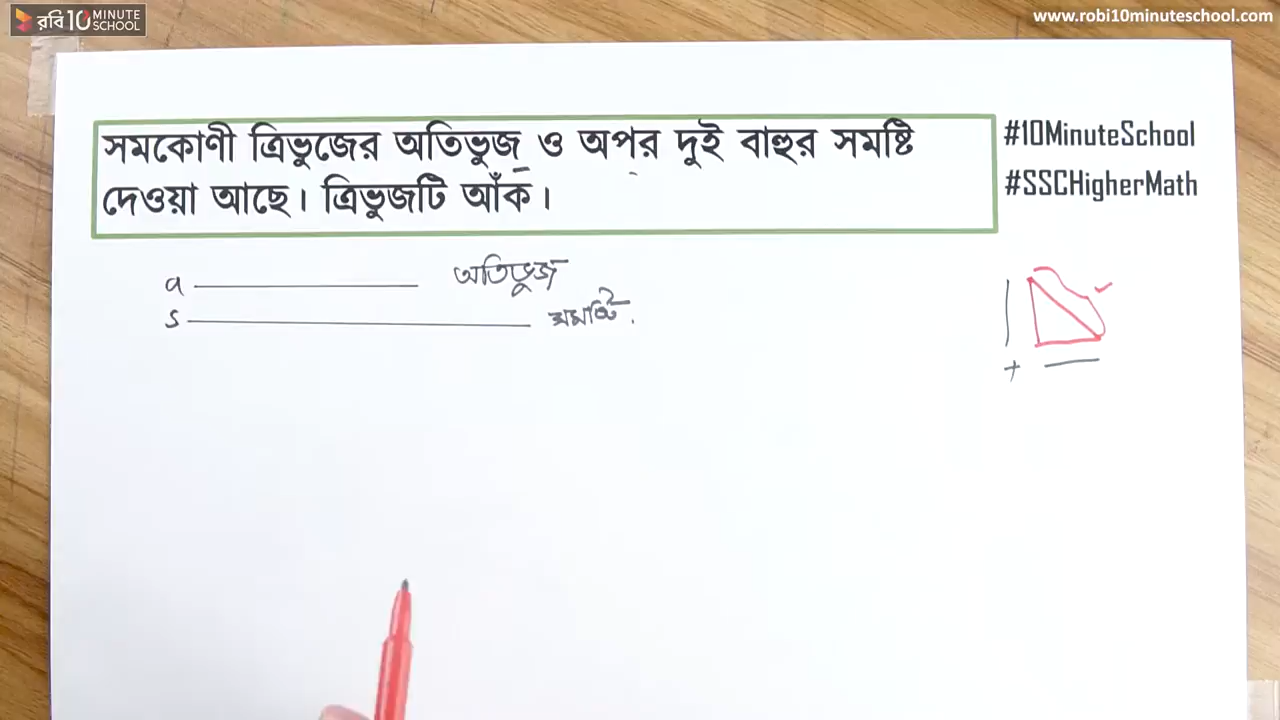 রবি 10 MINUTE SCHOOL
www.robi10minuteschool.com
সমকোণী ত্রিভুজের অতিভুজ ও অপর দুই বাহুর সমষ্টি
দেওয়া আছে। ত্রিভুজটি আঁক।
#10MinuteSchool
#SSCHigherMath
a অতিভুজ
s সমষ্টি.
+